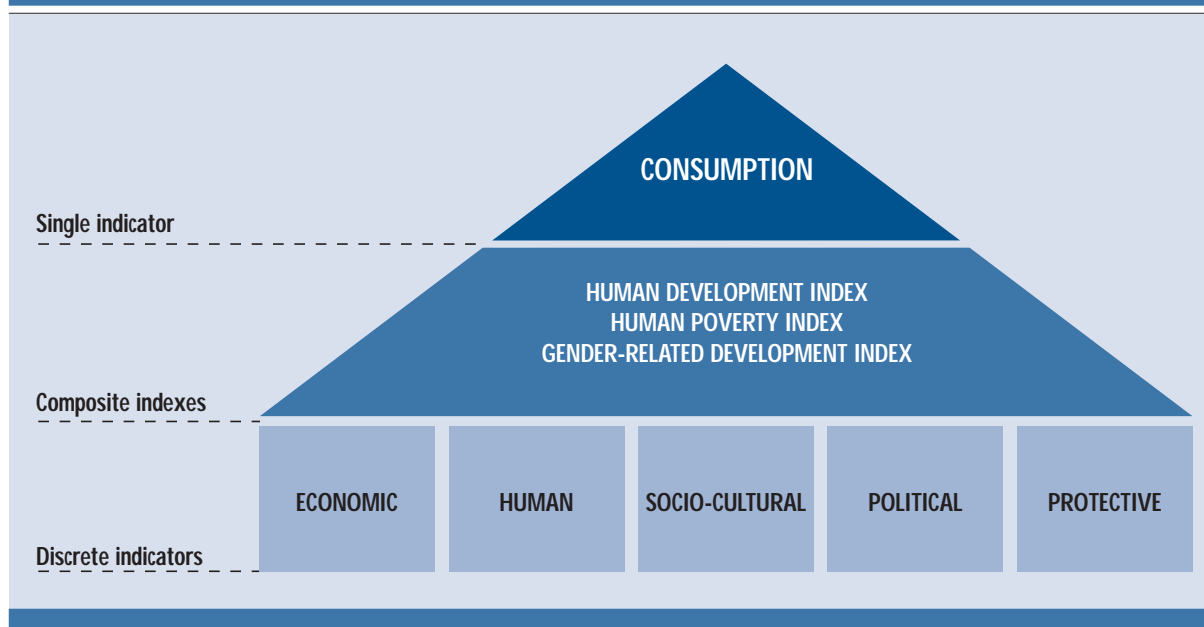 CONSUMPTION
Single indicator
HUMAN DEVELOPMENT INDEX
HUMAN POVERTY INDEX
GENDER-RELATED DEVELOPMENT INDEX
Composite indexes
ECONOMIC HUMAN SOCIO-CULTURAL POLITICAL PROTECTIVE
Discrete indicators